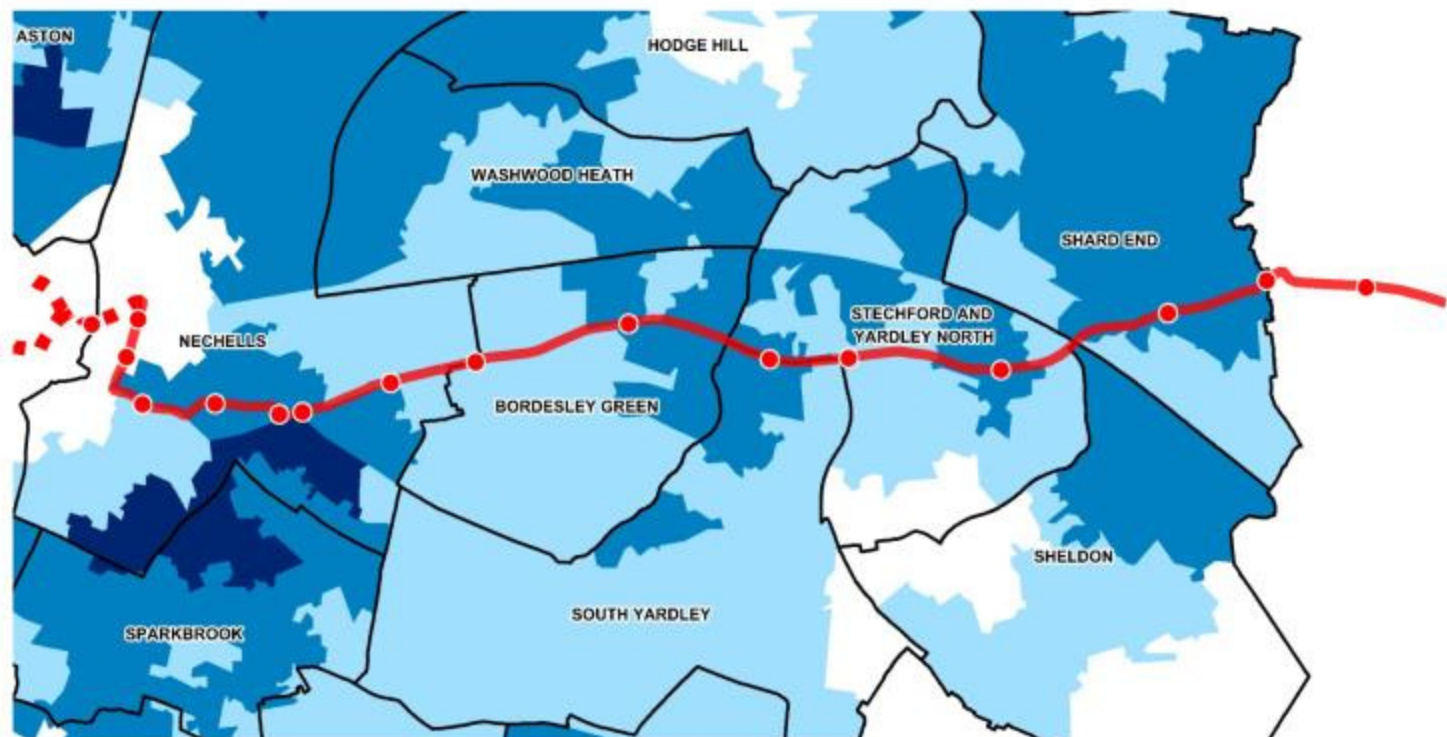 ASTON
HODGE HILL
WASHWOOD HEATH
SHARD END
STECHFORD AND
YARDLEY NORTH
NECHELLS
BORDESLEY GREEN
SHELDON
SOUTH YARDLEY
SPARKBROOK